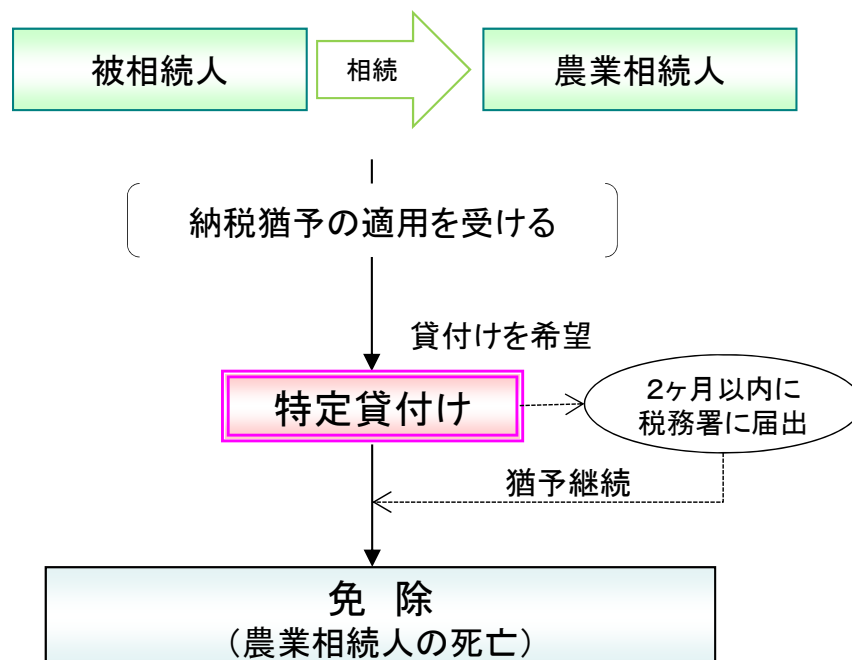 被相続人
相続
農業相続人
納税猶予の適用を受ける
貸付けを希望
特定貸付け
2ヶ月以内に
税務署に届出
猶予継続
免 除
（農業相続人の死亡）